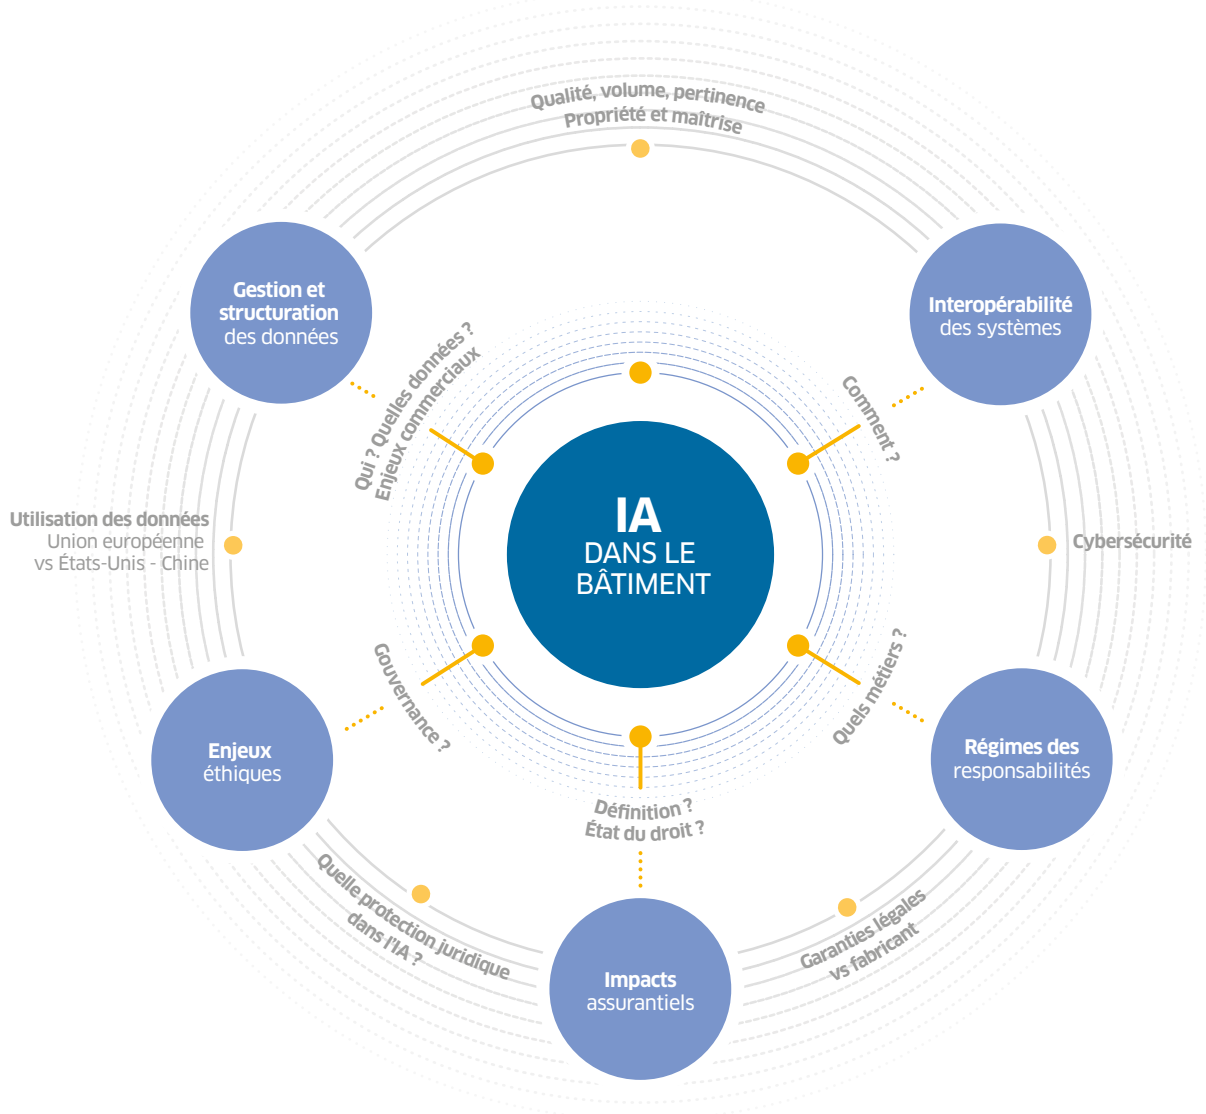 Qualité, volume, pertinence
Propriété et maîtrise
Gestion et
structuration
des données
Interopérabilité
des systèmes
Qui ? Quelles données ?
Enjeux commerciaux
Comment ?
IA
DANS LE
BÂTIMENT
Utilisation des données
Union européenne
vs États-Unis - Chine
Cybersécurité
Gouvernance ?
Quels métiers ?
Enjeux
éthiques
Régimes des
responsabilités
Définition ?
État du droit ?
Quelle protection juridique
dans l'IA ?
Garanties légales
vs fabricant
Impacts
assurantiels